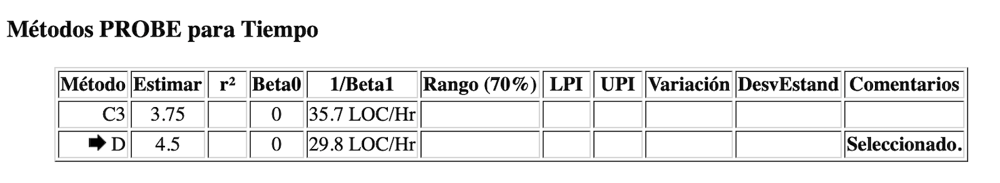 Métodos PROBE para Tiempo
Método Estimar r² Beta0 1/Beta1 Rango (70%) LPI UPI Variación DesvEstand Comentarios
C3 3.75 0 35.7 LOC/Hr
🡆 D 4.5 0 29.8 LOC/Hr Seleccionado.